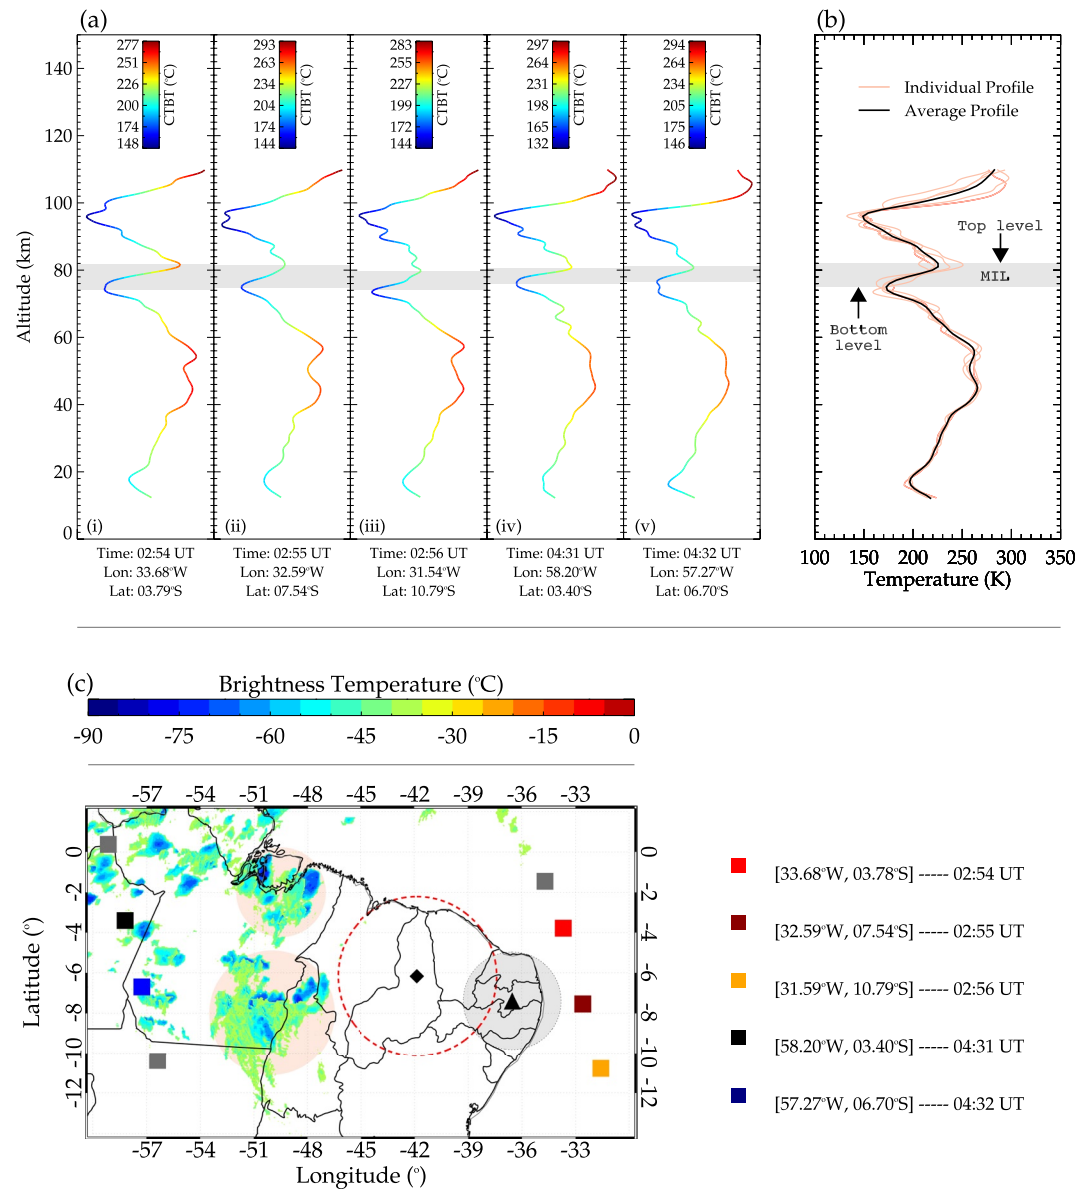 (a)
(b)
277
251
226
200
174
148
CTBT (°C)
293
263
234
204
174
144
CTBT (°C)
283
255
227
199
172
144
CTBT (°C)
297
264
231
198
165
132
CTBT (°C)
294
264
235
205
175
146
CTBT (°C)
Altitude (km)
140
120
100
80
60
40
20
0
(i)
(ii)
(iii)
(iv)
(v)
Time: 02:54 UT
Lon: 33.68°W
Lat: 03.79°S
Time: 02:55 UT
Lon: 32.59°W
Lat: 07.54°S
Time: 02:56 UT
Lon: 31.54°W
Lat: 10.79°S
Time: 04:31 UT
Lon: 58.20°W
Lat: 03.40°S
Time: 04:32 UT
Lon: 57.27°W
Lat: 06.70°S
Individual Profile
Average Profile
Top level
MIL
Bottom
level
100 150 200 250 300 350
Temperature (K)
(c)
Brightness Temperature (°C)
-90 -75 -60 -45 -30 -15 0
-57 -54 -51 -48 -45 -42 -39 -36 -33
Latitude (°)
0
-2
-4
-6
-8
-10
-12
0
-2
-4
-6
-8
-10
-12
-57 -54 -51 -48 -45 -42 -39 -36 -33
Longitude (°)
[33.68°W, 03.78°S] ----- 02:54 UT
[32.59°W, 07.54°S] ----- 02:55 UT
[31.59°W, 10.79°S] ----- 02:56 UT
[58.20°W, 03.40°S] ----- 04:31 UT
[57.27°W, 06.70°S] ----- 04:32 UT